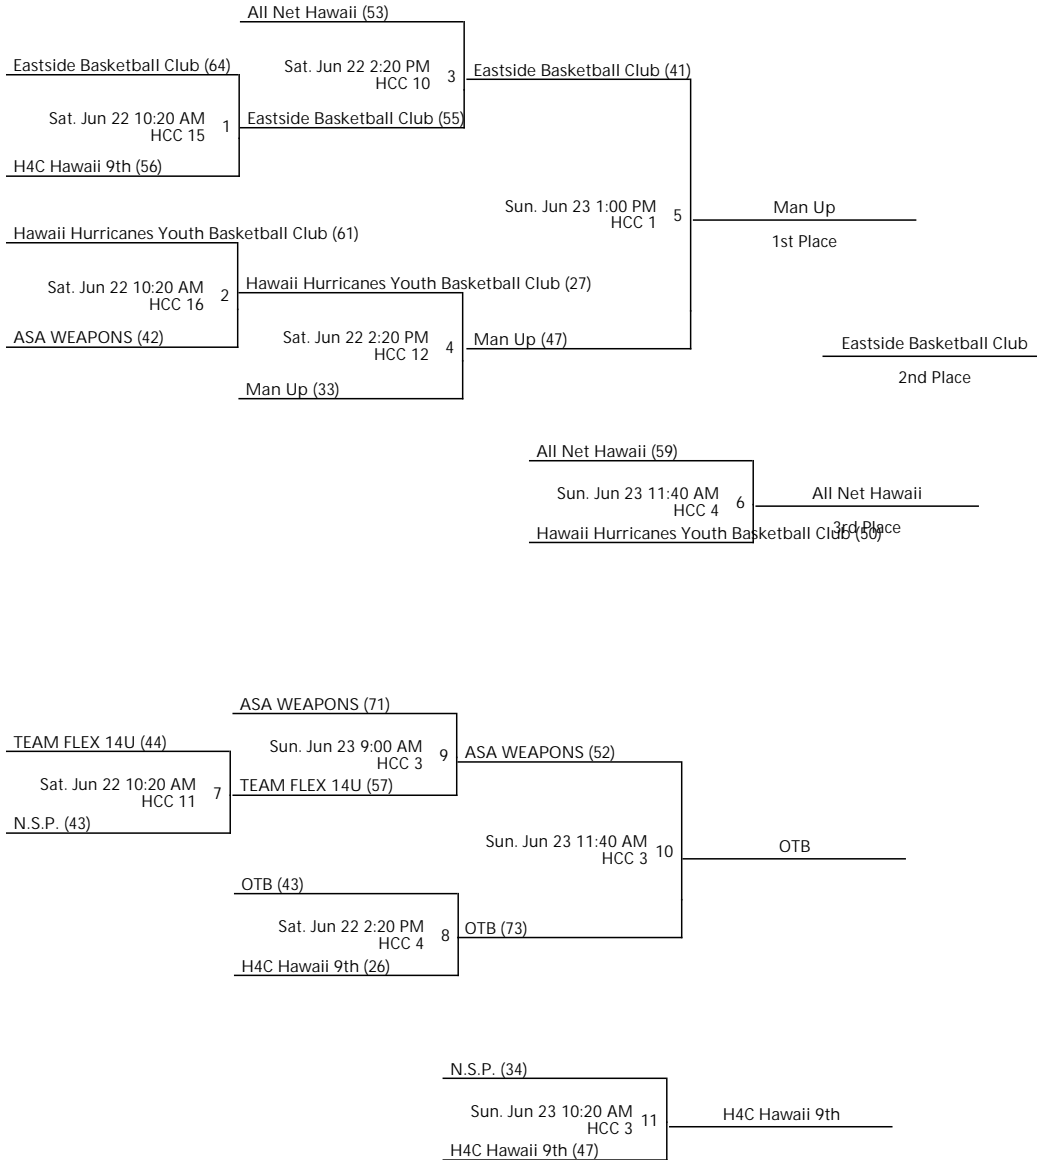 All Net Hawaii (53)
Eastside Basketball Club (64)
Sat. Jun 22 2:20 PM
HCC 10
3
Eastside Basketball Club (41)
Sat. Jun 22 10:20 AM
HCC 15
1
Eastside Basketball Club (55)
H4C Hawaii 9th (56)
Sun. Jun 23 1:00 PM
HCC 1
5
Man Up
1st Place
Hawaii Hurricanes Youth Basketball Club (61)
Sat. Jun 22 10:20 AM
HCC 16
2
Hawaii Hurricanes Youth Basketball Club (27)
ASA WEAPONS (42)
Sat. Jun 22 2:20 PM
HCC 12
4
Man Up (47)
Eastside Basketball Club
2nd Place
Man Up (33)
All Net Hawaii (59)
Sun. Jun 23 11:40 AM
HCC 4
6
All Net Hawaii
3rd Place
Hawaii Hurricanes Youth Basketball Club (50)
ASA WEAPONS (71)
TEAM FLEX 14U (44)
Sun. Jun 23 9:00 AM
HCC 3
9
ASA WEAPONS (52)
Sat. Jun 22 10:20 AM
HCC 11
7
TEAM FLEX 14U (57)
N.S.P. (43)
Sun. Jun 23 11:40 AM
HCC 3
10
OTB
OTB (43)
Sat. Jun 22 2:20 PM
HCC 4
8
OTB (73)
H4C Hawaii 9th (26)
N.S.P. (34)
Sun. Jun 23 10:20 AM
HCC 3
11
H4C Hawaii 9th
H4C Hawaii 9th (47)